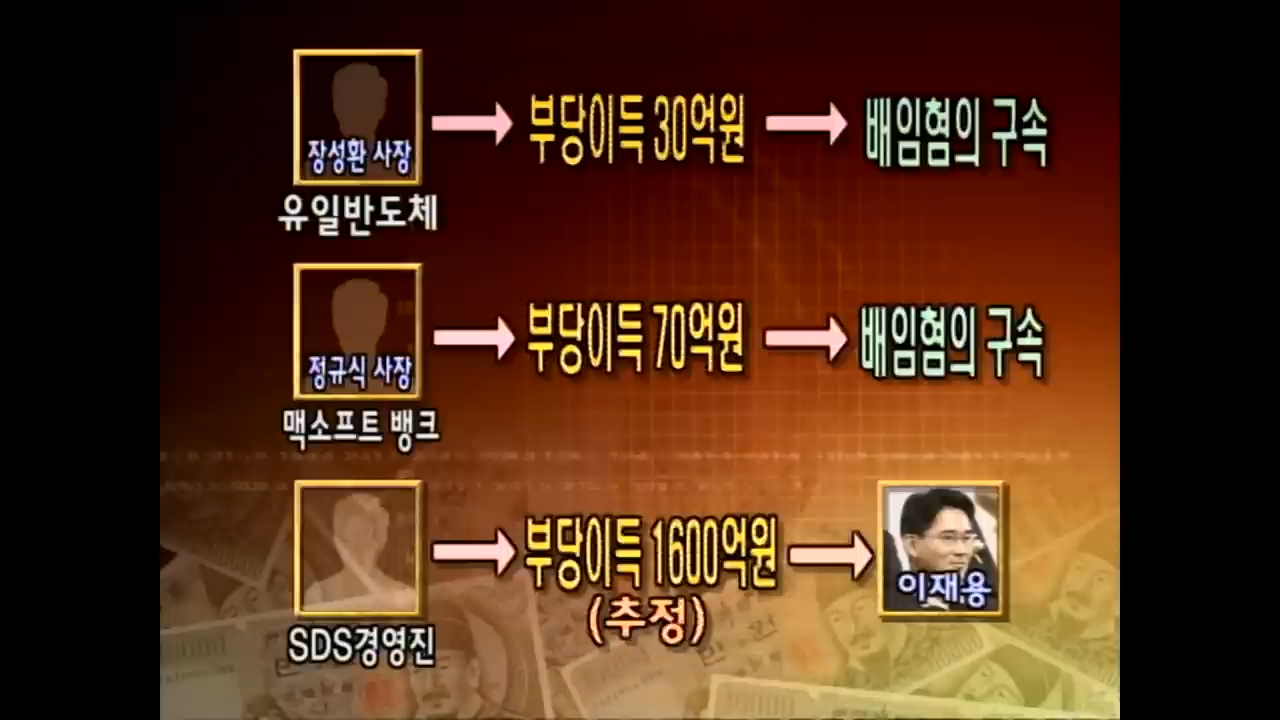 장성환 사장
부당이득 30억원
배임혐의 구속
유일반도체
정규식 사장
부당이득 70억원
배임혐의 구속
맥소프트 뱅크
부당이득 1600억원
(추정)
이재용
SDS경영진